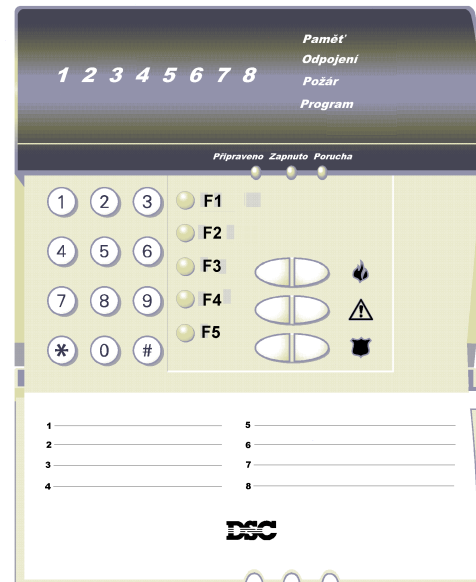 Paměť
Odpojení
1 2 3 4 5 6 7 8
Požár
Program
Připraveno Zapnuto Porucha
1 2 3 F1
F2
4 5 6 F3
7 8 9 F4
* 0 # F5
1 5
2 6
3 7
4 8
DSC